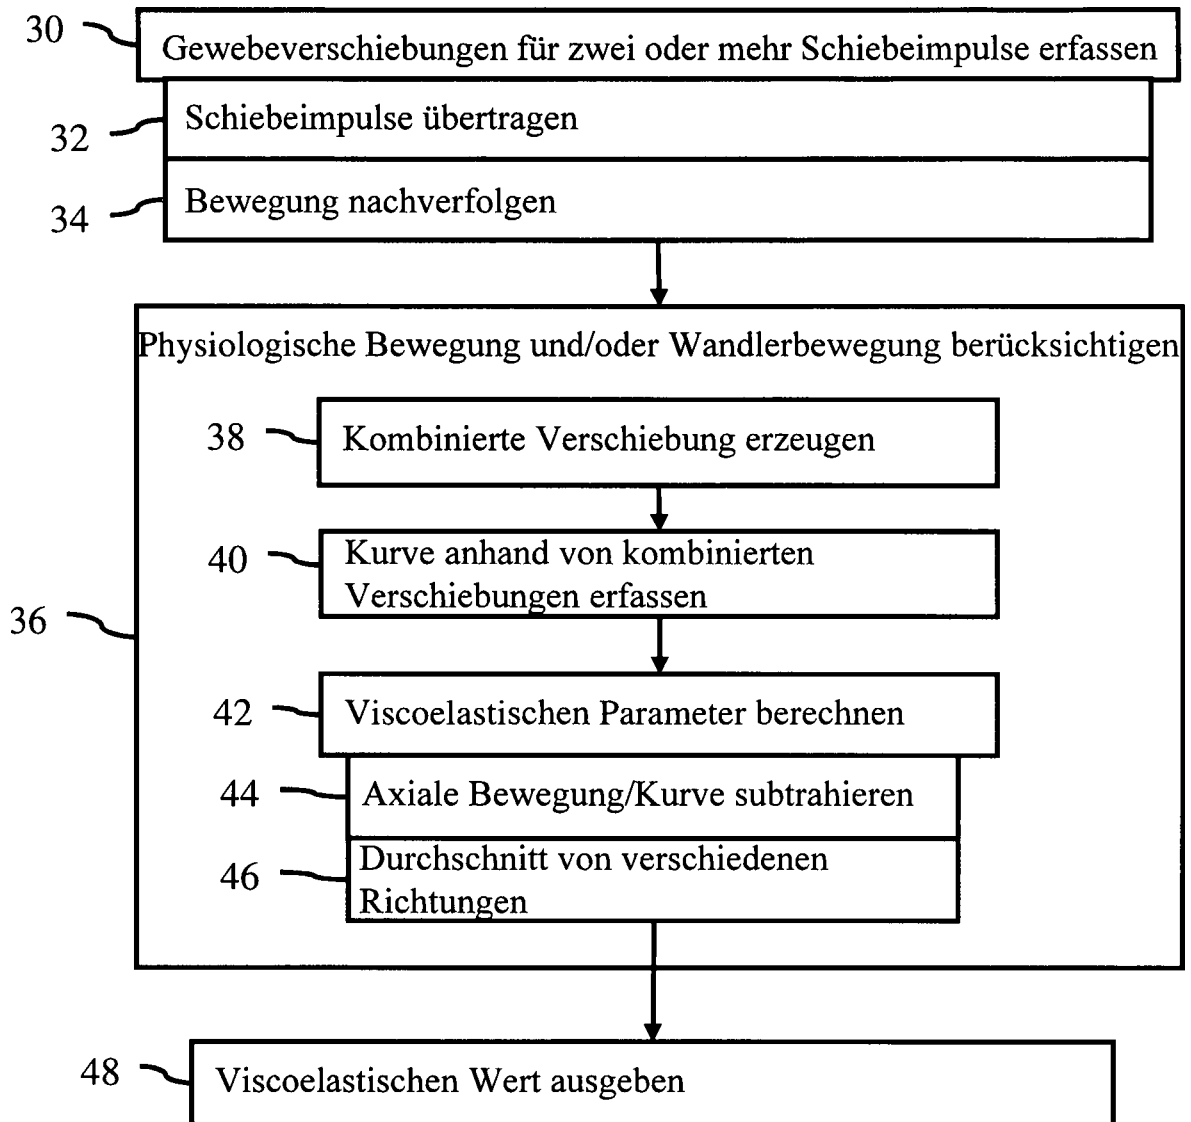 30 Gewebeverschiebungen für zwei oder mehr Schiebeimpulse erfassen
32 Schiebeimpulse übertragen
34 Bewegung nachverfolgen
Physiologische Bewegung und/oder Wandlerbewegung berücksichtigen
38 Kombinierte Verschiebung erzeugen
40 Kurve anhand von kombinierten
Verschiebungen erfassen
36
42 Viscoelastischen Parameter berechnen
44 Axiale Bewegung/Kurve subtrahieren
46 Durchschnitt von verschiedenen
Richtungen
48 Viscoelastischen Wert ausgeben